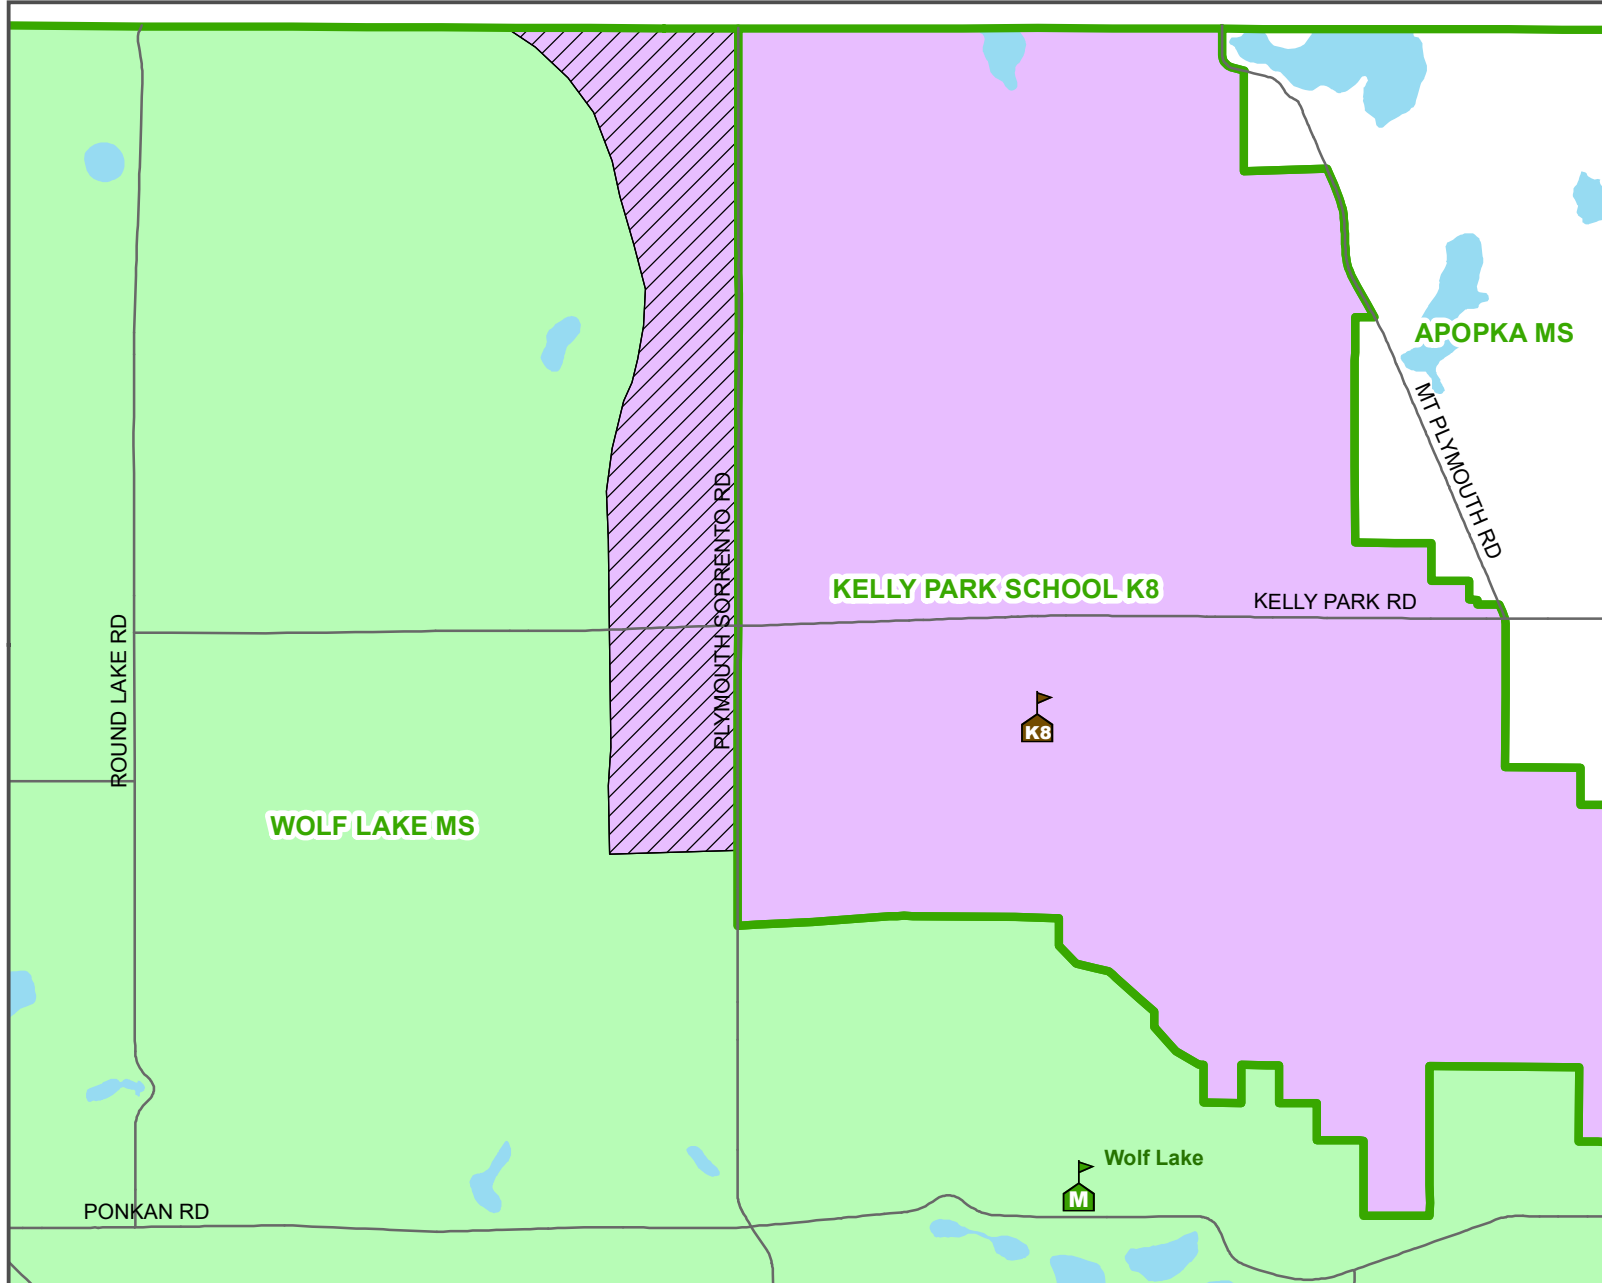 APOPKA MS
MT PLYMOUTH RD
PLYMOUTH SORRENTO RD
KELLY PARK SCHOOL K8
KELLY PARK RD
ROUND LAKE RD
K8
WOLF LAKE MS
Wolf Lake
M
PONKAN RD